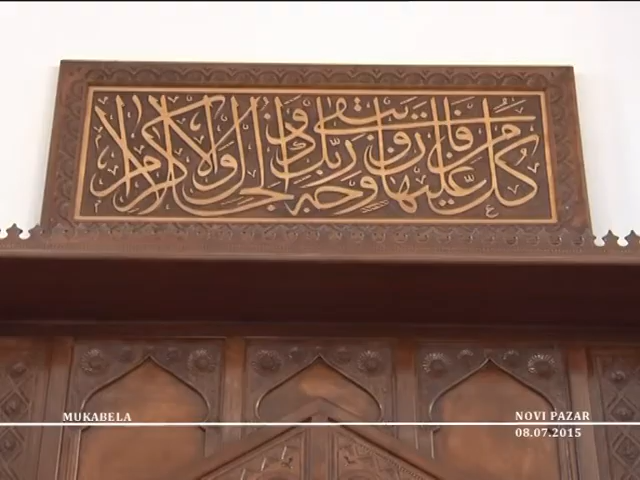 كل من عليها فان ويبقى وجه ربك ذو الجلال والاكرام
MUKABELA
NOVI PAZAR
08.07.2015